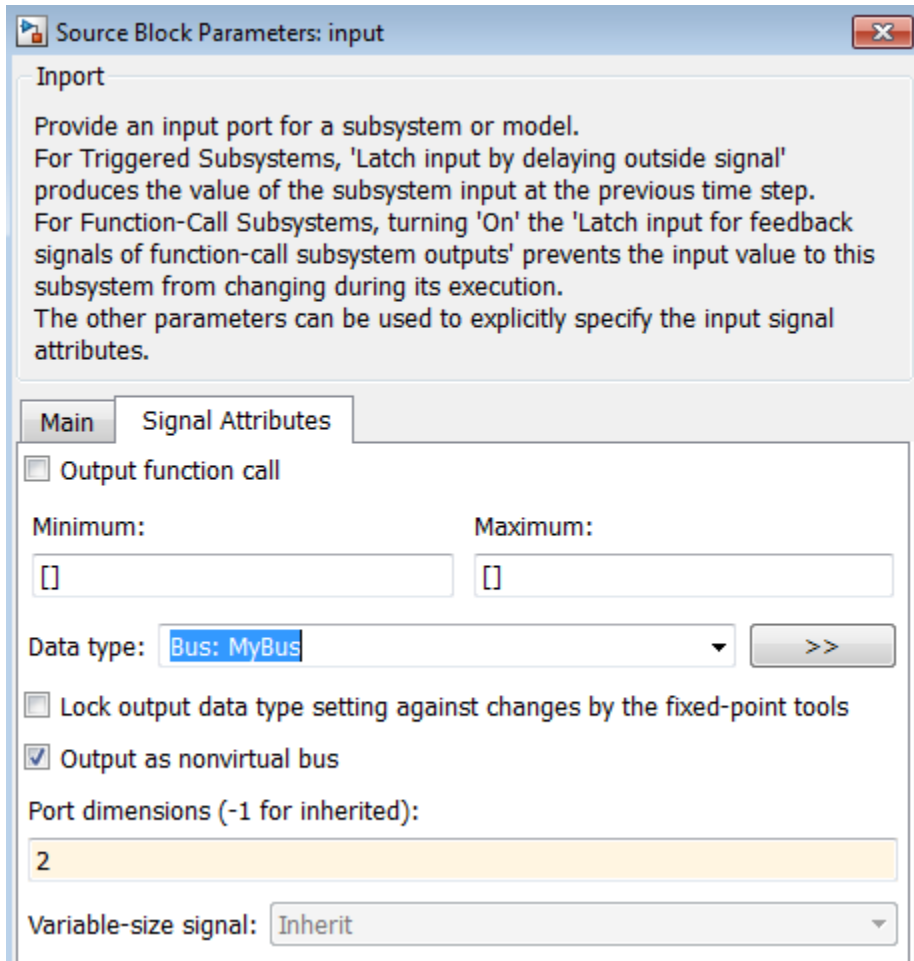 Source Block Parameters: input
Inport
Provide an input port for a subsystem or model.
For Triggered Subsystems, 'Latch input by delaying outside signal'
produces the value of the subsystem input at the previous time step.
For Function-Call Subsystems, turning 'On' the 'Latch input for feedback
signals of function-call subsystem outputs' prevents the input value to this
subsystem from changing during its execution.
The other parameters can be used to explicitly specify the input signal
attributes.
Main Signal Attributes
Output function call
Minimum: Maximum:
[] []
Data type: Bus: MyBus >>
Lock output data type setting against changes by the fixed-point tools
Output as nonvirtual bus
Port dimensions (-1 for inherited):
2
Variable-size signal: Inherit